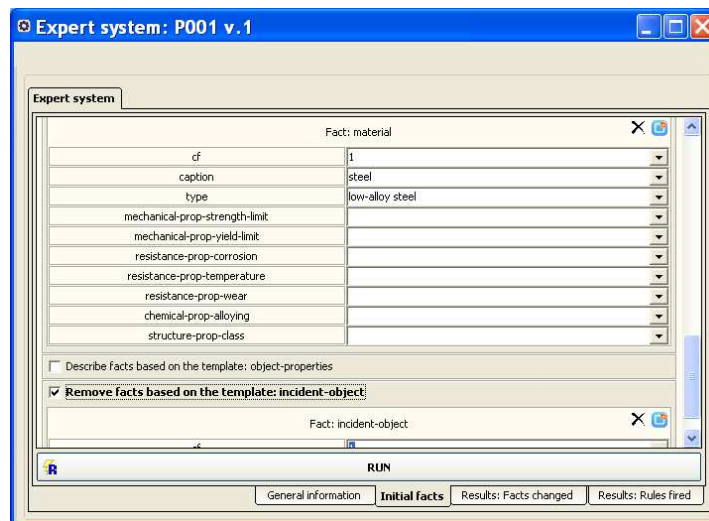 Expert system: P001 v.1
Expert system
Fact: material
cf 1
caption steel
type low-alloy steel
mechanical-prop-strength-limit
mechanical-prop-yield-limit
resistance-prop-corrosion
resistance-prop-temperature
resistance-prop-wear
chemical-prop-alloying
structure-prop-class
Describe facts based on the template: object-properties
Remove facts based on the template: incident-object
Fact: incident-object
R RUN
General information Initial facts Results: Facts changed Results: Rules fired